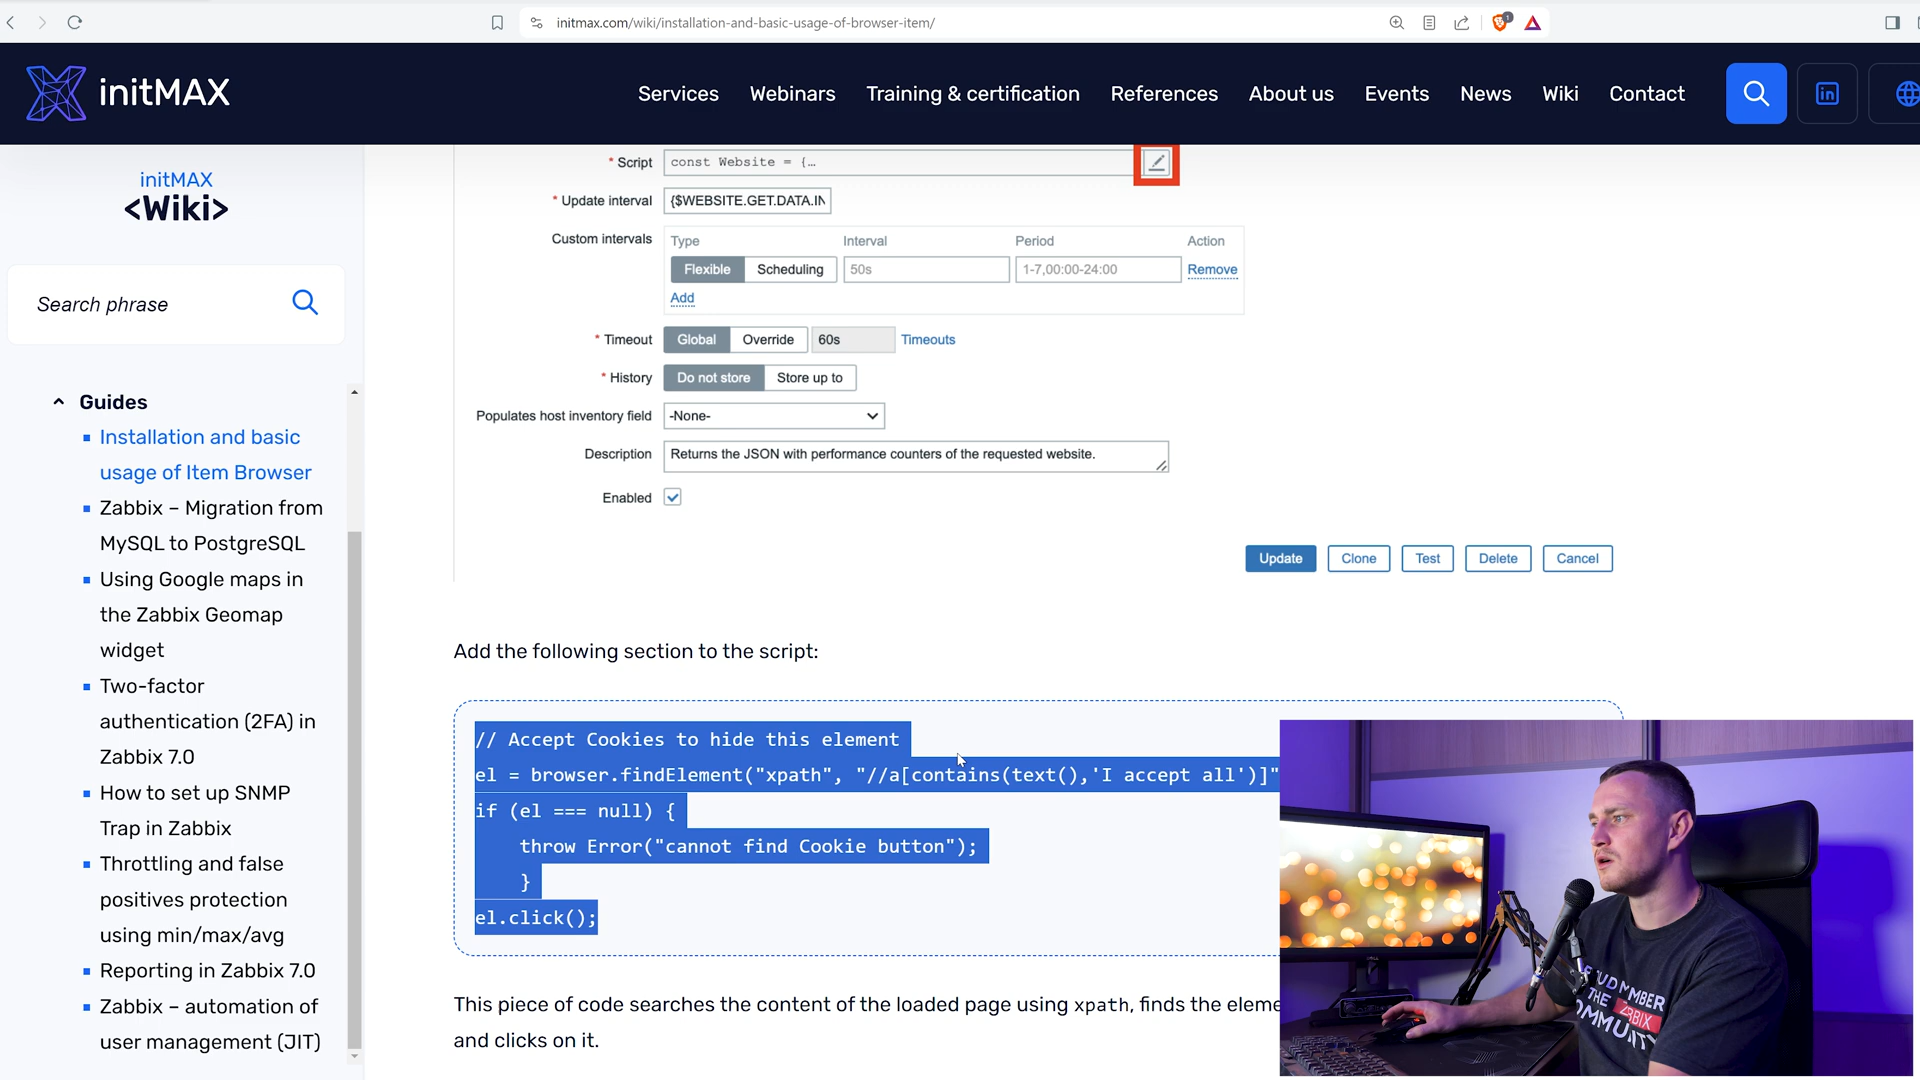 initmax.com/wiki/installation-and-basic-usage-of-browser-item/
1
initMAX
Services
Webinars
Training & certification
References
About us
Events
News
Wiki
Contact
in
initMAX
<Wiki>
Search phrase
Guides
Installation and basic
usage of Item Browser
Zabbix – Migration from
MySQL to PostgreSQL
Using Google maps in
the Zabbix Geomap
widget
Two-factor
authentication (2FA) in
Zabbix 7.0
How to set up SNMP
Trap in Zabbix
Throttling and false
positives protection
using min/max/avg
Reporting in Zabbix 7.0
Zabbix – automation of
user management (JIT)
* Script
const Website = {…
* Update interval
{$WEBSITE.GET.DATA.IN
Custom intervals
Type
Interval
Period
Action
Flexible
Scheduling
50s
1-7,00:00-24:00
Remove
Add
* Timeout
Global
Override
60s
Timeouts
* History
Do not store
Store up to
Populates host inventory field
-None-
Description
Returns the JSON with performance counters of the requested website.
Enabled
Update
Clone
Test
Delete
Cancel
Add the following section to the script:
// Accept Cookies to hide this element
el = browser.findElement("xpath", "//a[contains(text(),'I accept all')]"
if (el === null) {
throw Error("cannot find Cookie button");
}
el.click();
This piece of code searches the content of the loaded page using xpath, finds the eleme
and clicks on it.
THE
ZABBIX